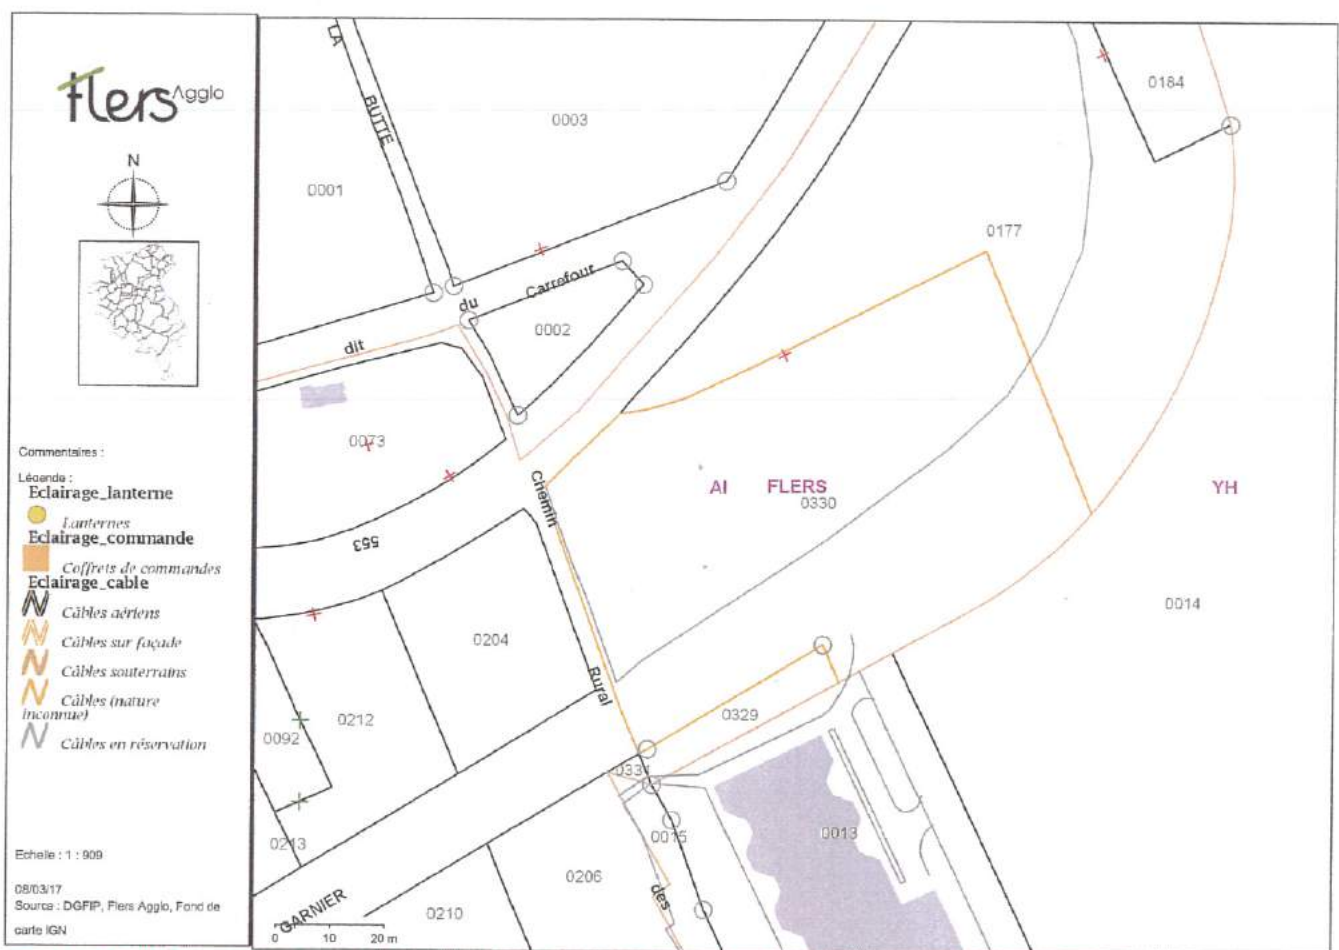 flers Agglo
N
Commentaires :
Légende :
Eclairage_lanterne
Lanternes
Eclairage_commande
Coffrets de commandes
Eclairage_cable
Câbles aériens
Câbles sur façade
Câbles souterrains
Câbles (nature
inconnue)
Câbles en réservation
Echelle : 1 : 909
08/03/17
Source : DGFIP, Flers Agglo, Fond de
carte IGN
LA
BUTTE
0003
0184
0001
0177
Carrefour
du
0002
dit
0073
Chemin
AI FLERS
YH
0330
553
0014
0204
Rural
0329
0212
0092
0331
0015
0013
0213
0206
des
GARNIER
0210
0 10 20 m